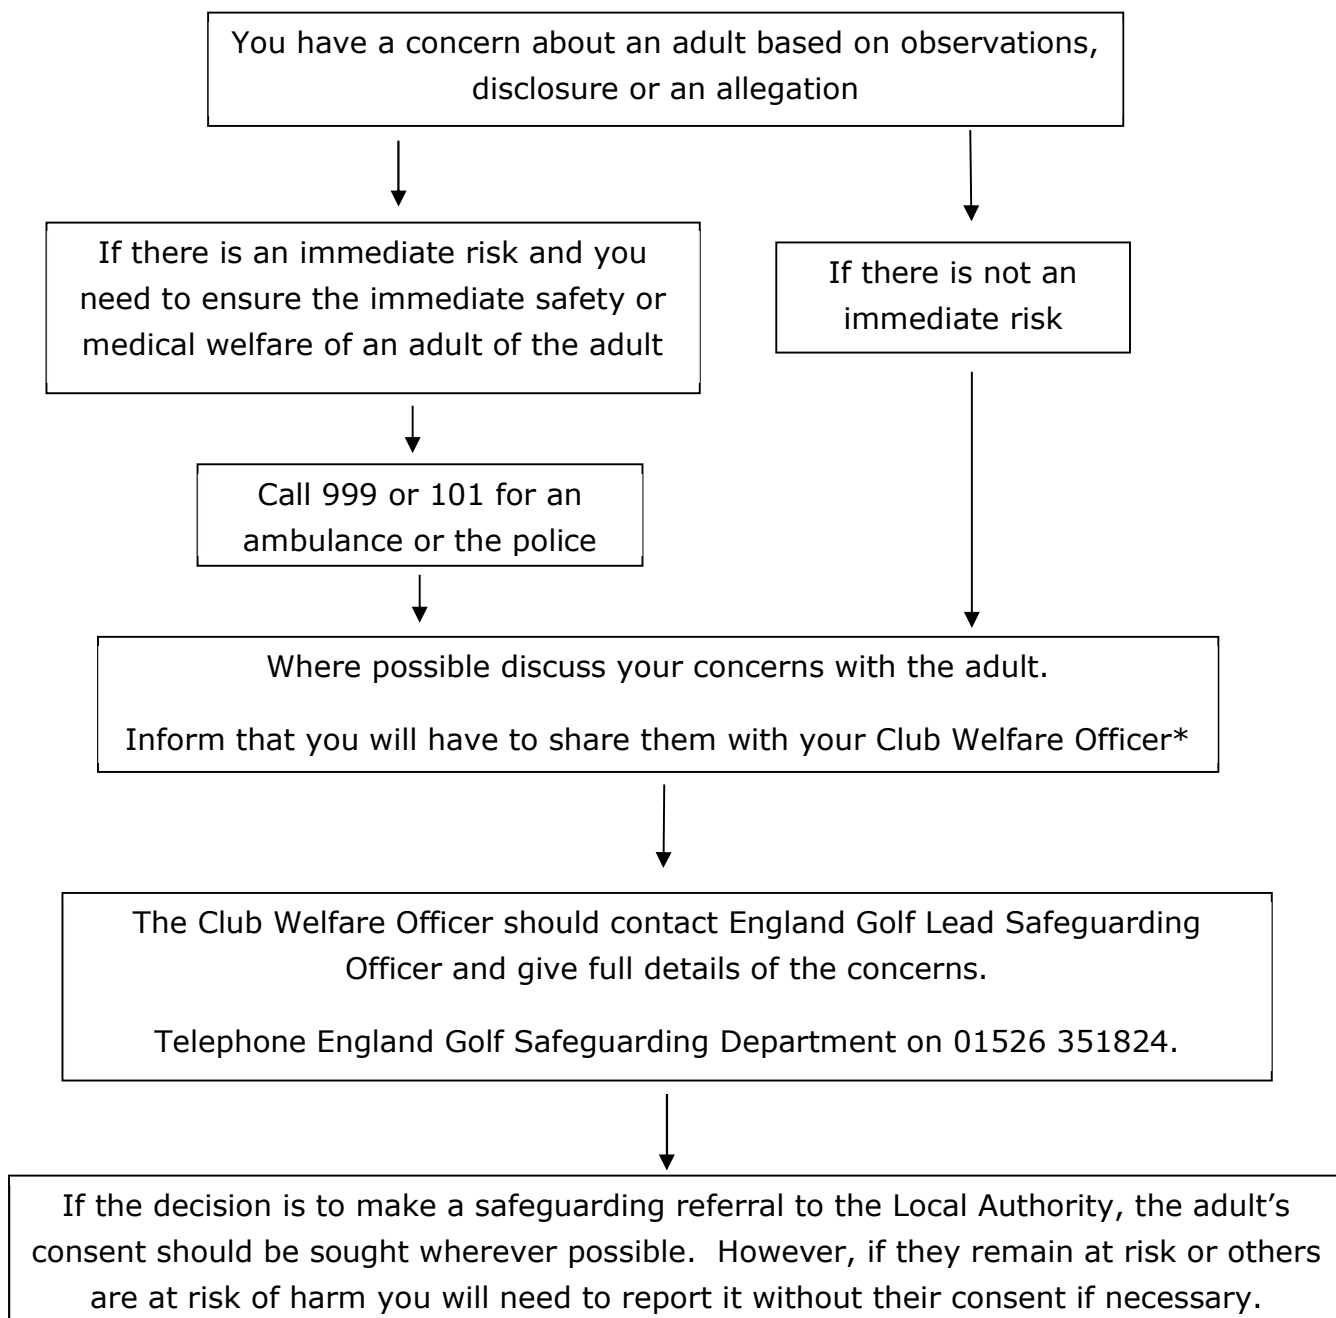 You have a concern about an adult based on observations,
disclosure or an allegation
If there is an immediate risk and you
need to ensure the immediate safety or
medical welfare of an adult of the adult
If there is not an
immediate risk
Call 999 or 101 for an
ambulance or the police
Where possible discuss your concerns with the adult.
Inform that you will have to share them with your Club Welfare Officer*
The Club Welfare Officer should contact England Golf Lead Safeguarding
Officer and give full details of the concerns.
Telephone England Golf Safeguarding Department on 01526 351824.
If the decision is to make a safeguarding referral to the Local Authority, the adult’s
consent should be sought wherever possible.  However, if they remain at risk or others
are at risk of harm you will need to report it without their consent if necessary.